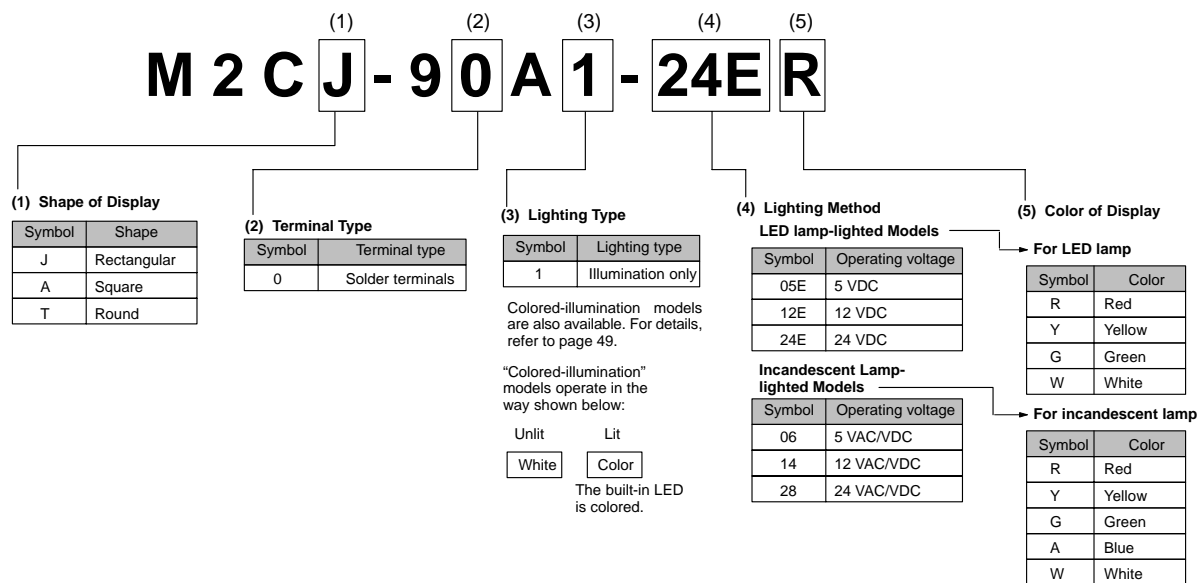 (1) (2) (3) (4) (5)
M2CJ-90A1-24ER
(1) Shape of Display
Symbol Shape
J Rectangular
A Square
T Round
(2) Terminal Type
Symbol Terminal type
0 Solder terminals
(3) Lighting Type
Symbol Lighting type
1 Illumination only
Colored-illumination models
are also available. For details,
refer to page 49.
“Colored-illumination”
models operate in the
way shown below:
Unlit Lit
White Color
The built-in LED
is colored.
(4) Lighting Method
LED lamp-lighted Models
Symbol Operating voltage
05E 5 VDC
12E 12 VDC
24E 24 VDC
Incandescent Lamp-
lighted Models
Symbol Operating voltage
06 5 VAC/VDC
14 12 VAC/VDC
28 24 VAC/VDC
(5) Color of Display
For LED lamp
Symbol Color
R Red
Y Yellow
G Green
W White
For incandescent lamp
Symbol Color
R Red
Y Yellow
G Green
A Blue
W White